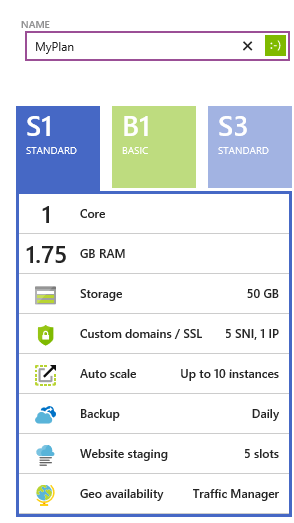 NAME
MyPlan
:-)
S1
STANDARD
B1
BASIC
S3
STANDARD
1 Core
1.75 GB RAM
Storage 50 GB
Custom domains / SSL 5 SNI, 1 IP
Auto scale Up to 10 instances
Backup Daily
Website staging 5 slots
Geo availability Traffic Manager